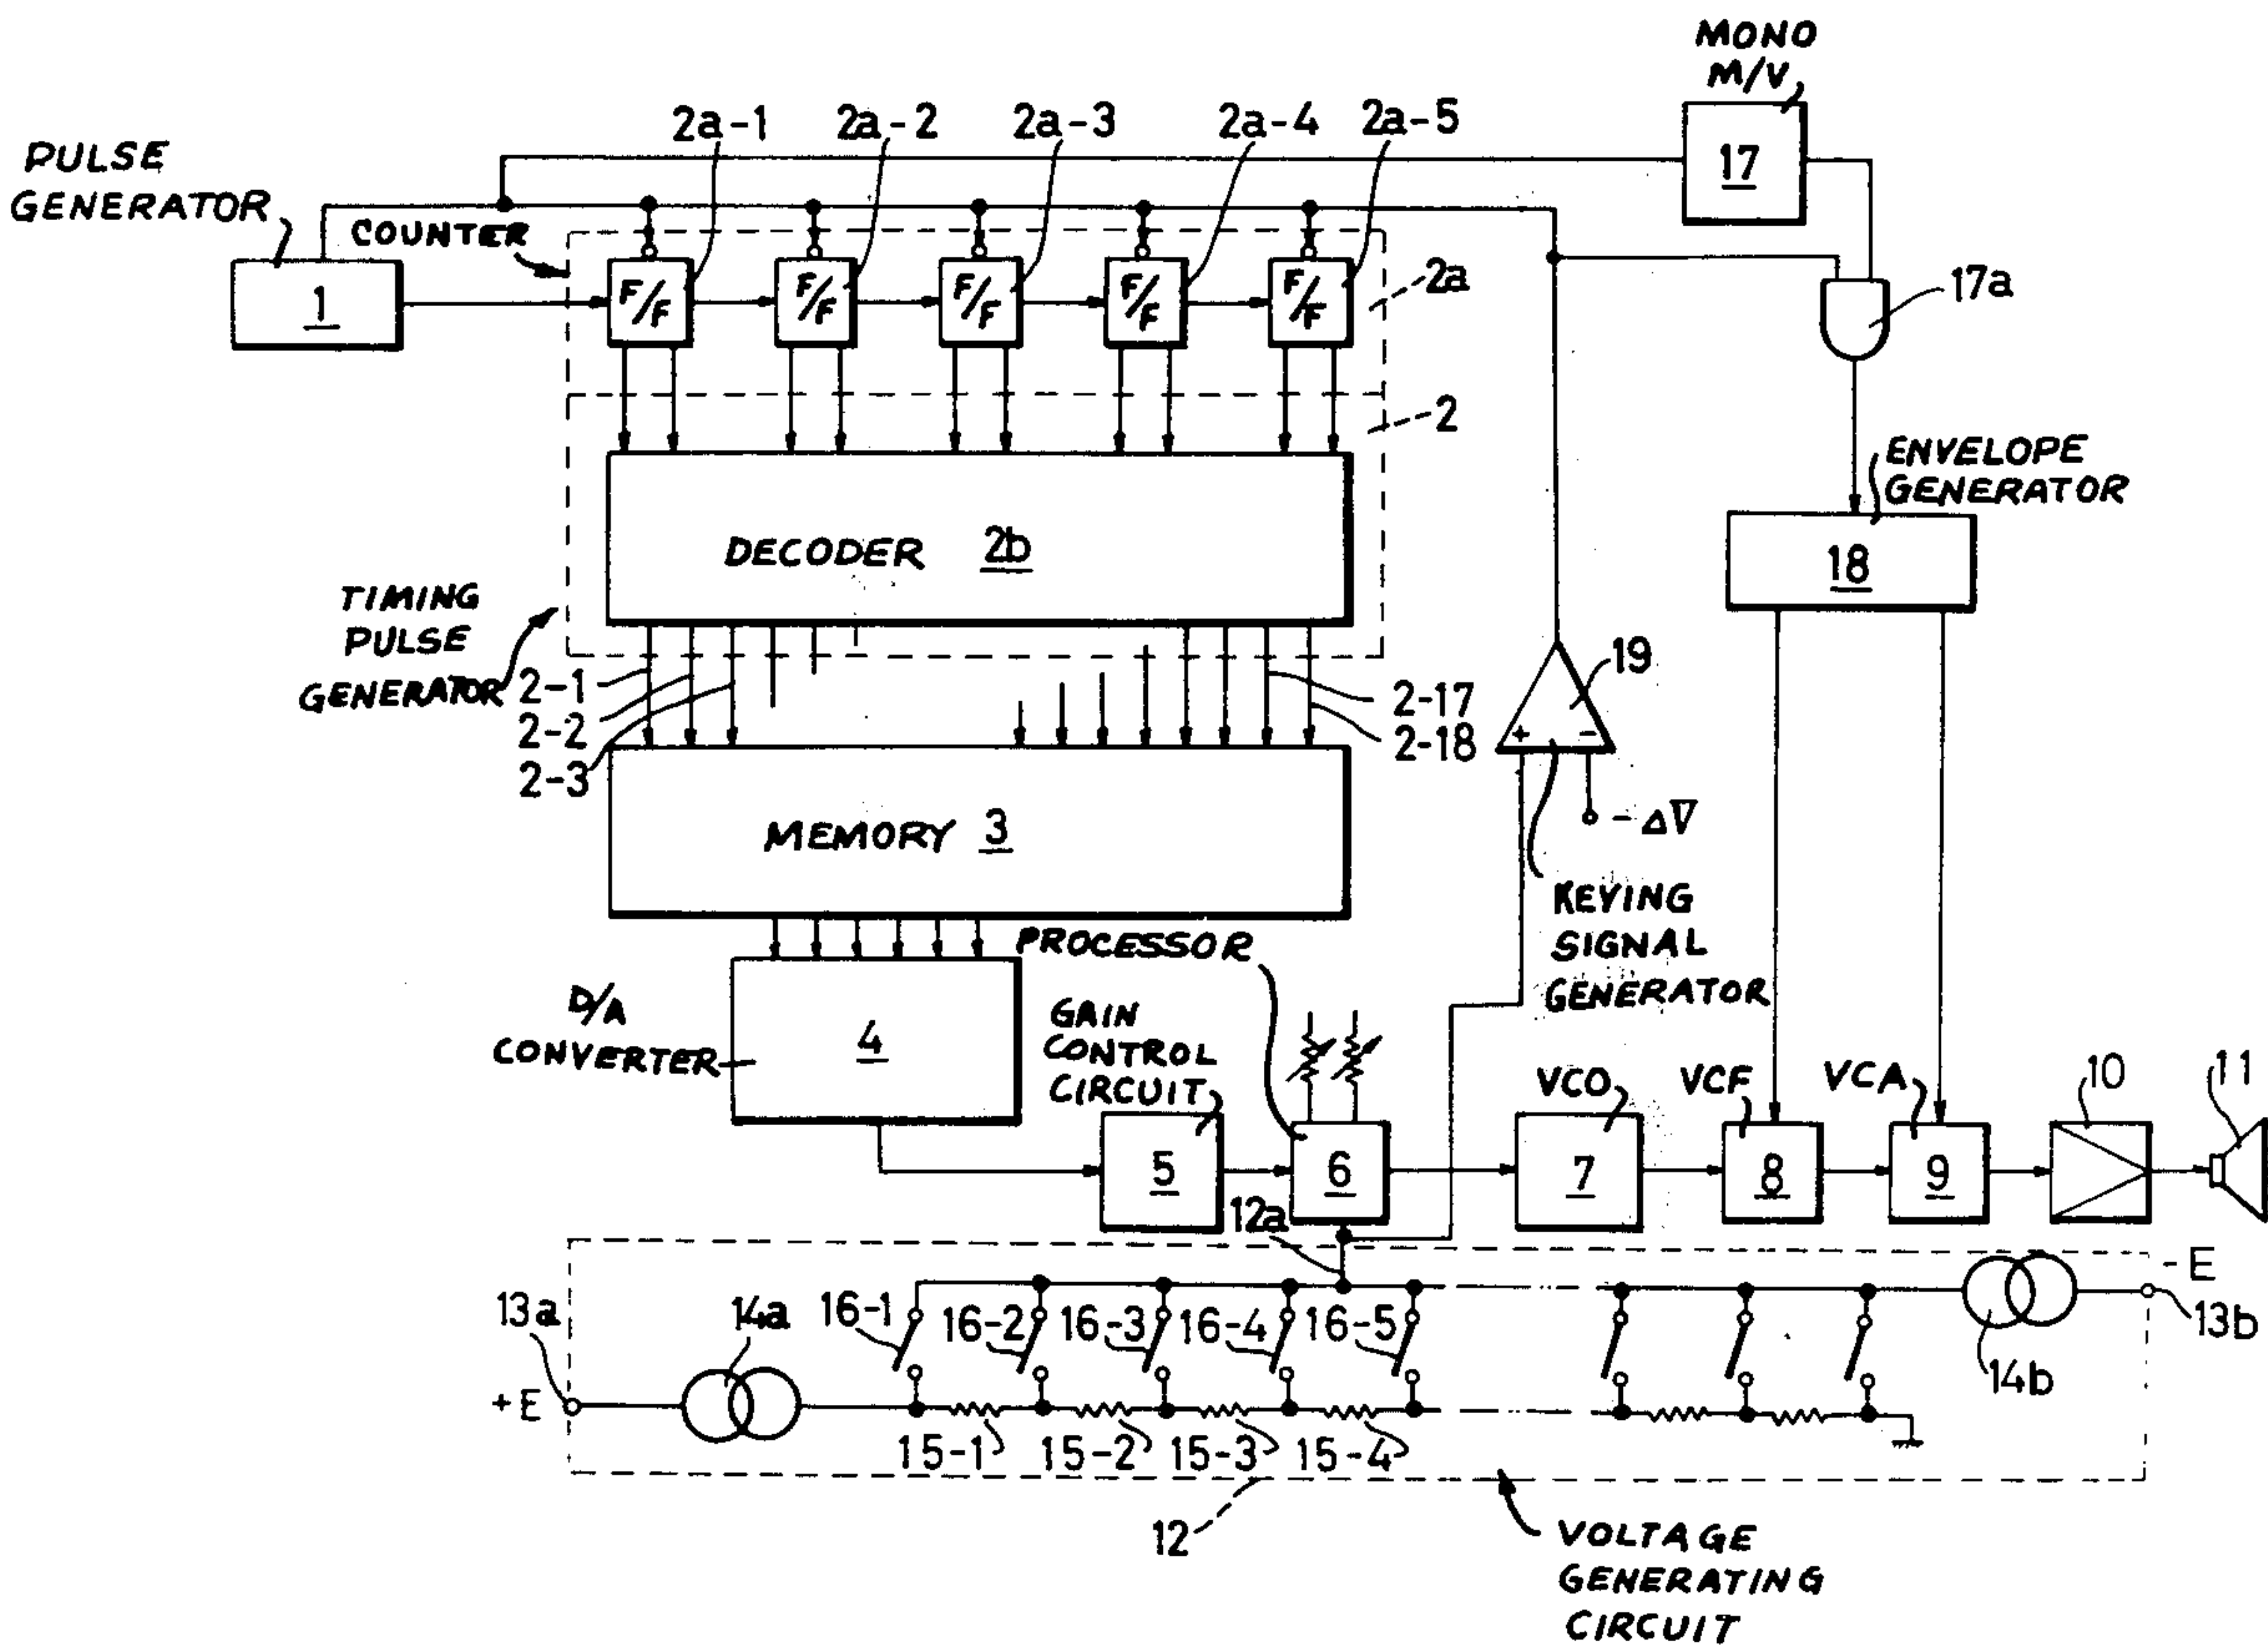 MONO
M/V
17
2a-1
2a-2
2a-3
2a-4
2a-5
PULSE
GENERATOR
COUNTER
1
F/F
F/F
F/F
F/F
F/F
2a
17a
2
ENVELOPE
GENERATOR
DECODER 2b
18
TIMING
PULSE
GENERATOR
2-1
2-2
2-3
2-17
2-18
19
+ -
-ΔV
MEMORY 3
KEYING
SIGNAL
GENERATOR
PROCESSOR
D/A
CONVERTER
4
GAIN
CONTROL
CIRCUIT
VCO
VCF
VCA
10
11
5
6
7
8
9
12a
-E
13a
14a
16-1
16-2
16-3
16-4
16-5
13b
14b
+E
15-1
15-2
15-3
15-4
12
VOLTAGE
GENERATING
CIRCUIT